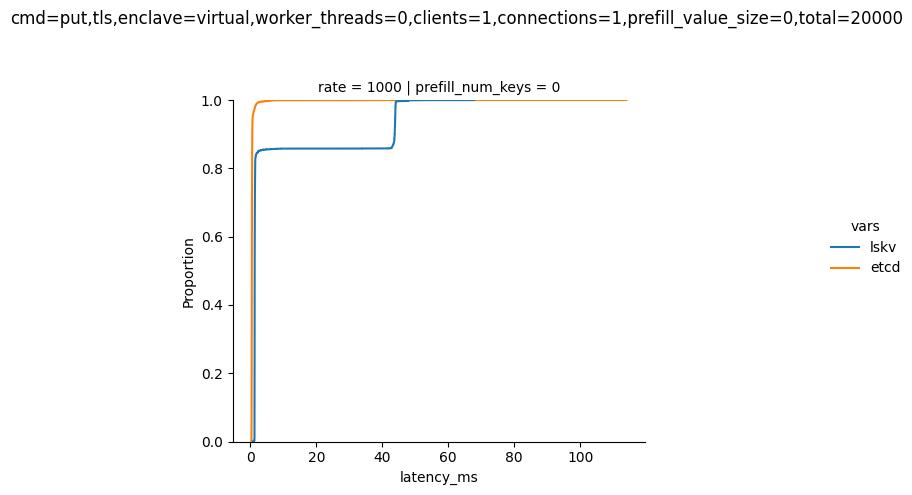 cmd=put,tls,enclave=virtual,worker_threads=0,clients=1,connections=1,prefill_value_size=0,total=20000
rate = 1000 | prefill_num_keys = 0
1.0
0.8
0.6
0.4
0.2
0.0
Proportion
0 20 40 60 80 100
latency_ms
vars
lskv
etcd